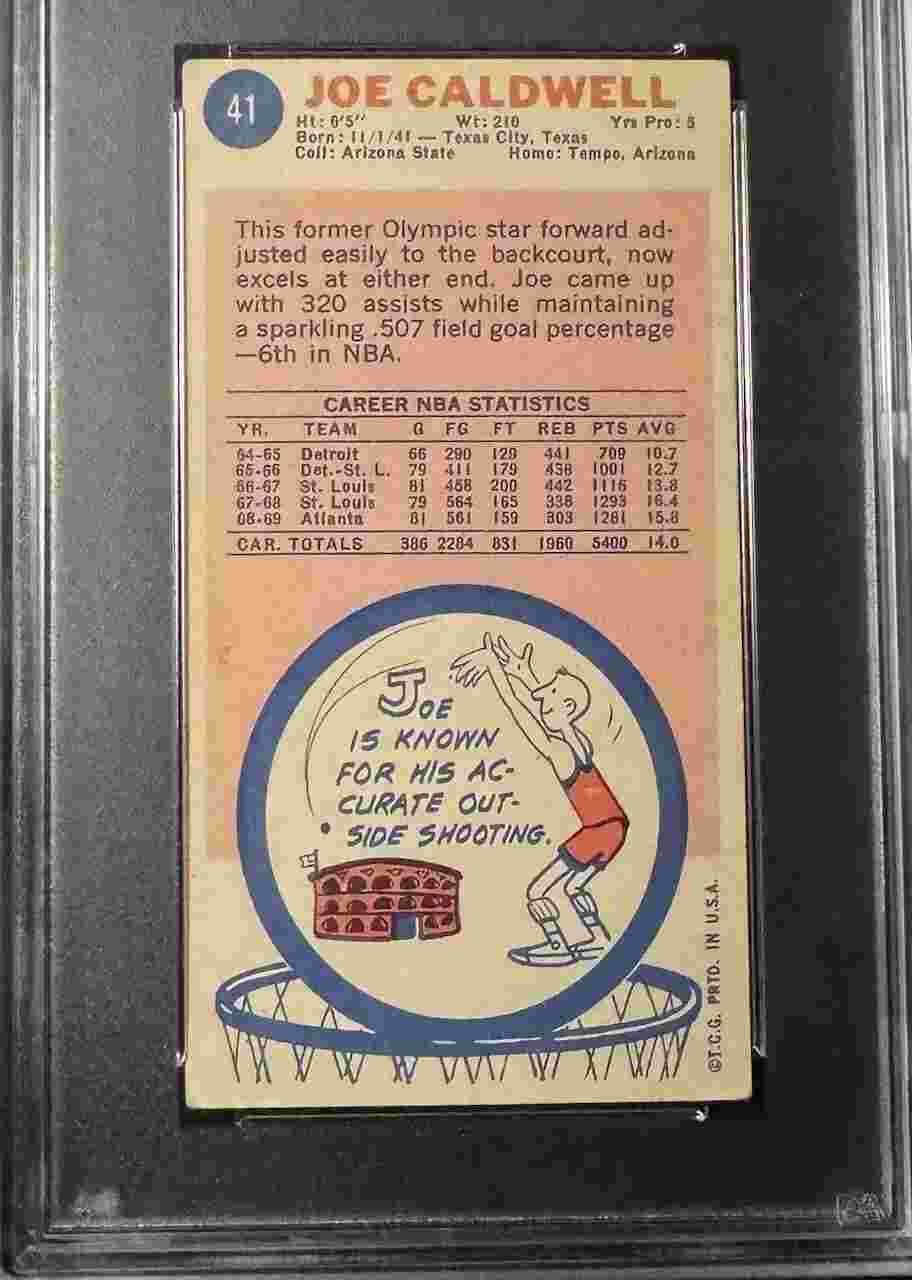 41
JOE CALDWELL
Ht: 6'5" Wt: 210 Yrs Pro: 5
Born: 11/1/41 — Texas City, Texas
Coll: Arizona State Home: Tempo, Arizona
This former Olympic star forward ad-
justed easily to the backcourt, now
excels at either end. Joe came up
with 320 assists while maintaining
a sparkling .507 field goal percentage
—6th in NBA.
CAREER NBA STATISTICS
YR. TEAM G FG FT REB PTS AVG
64-65 Detroit 66 290 129 441 709 10.7
65-66 Det.-St. L. 79 411 179 436 1001 12.7
66-67 St. Louis 81 458 200 442 1116 13.8
67-68 St. Louis 79 564 165 338 1293 16.4
68-69 Atlanta 81 561 159 303 1281 15.8
CAR. TOTALS 386 2284 831 1960 5400 14.0
JOE
IS KNOWN
FOR HIS AC-
CURATE OUT-
SIDE SHOOTING.
©T.C.G. PRTD. IN U.S.A.